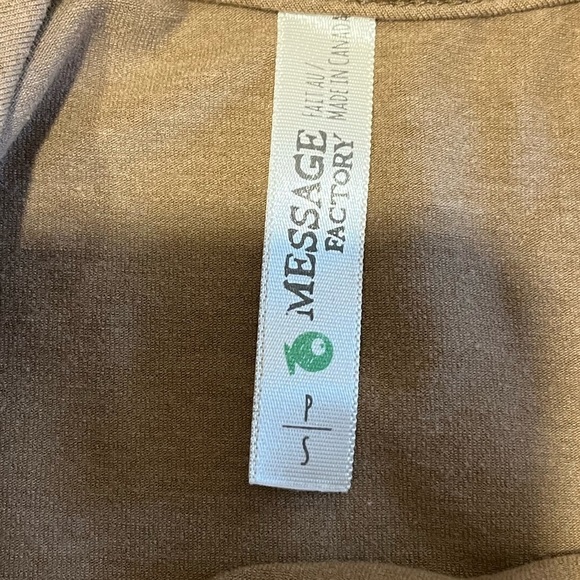 FAIT AU/
MADE IN CANADA
MESSAGE
FACTORY
P/S